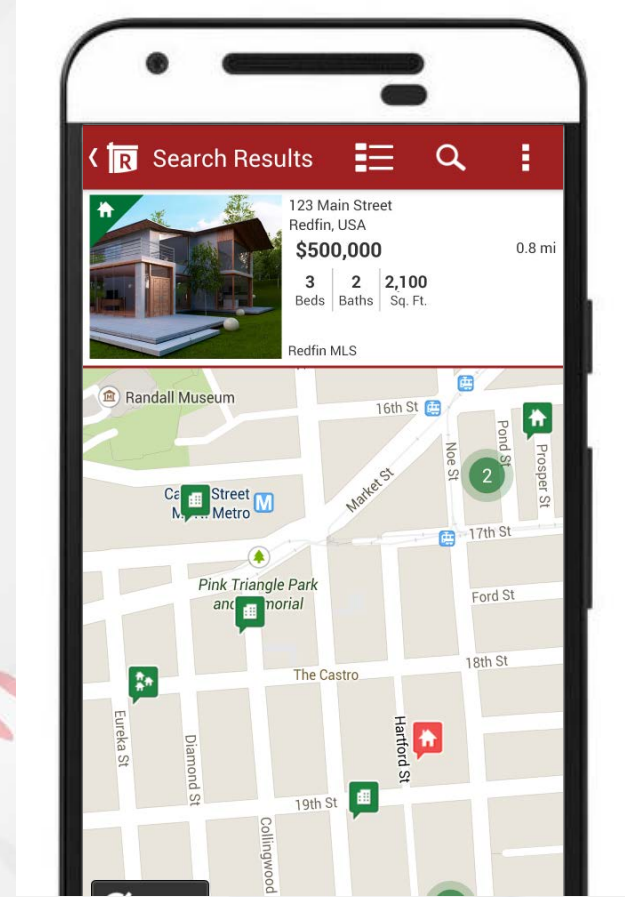 R Search Results
123 Main Street
Redfin, USA
$500,000
0.8 mi
3 2 2,100
Beds Baths Sq. Ft.
Redfin MLS
Randall Museum
16th St
Pond St
Prosper St
Noe St
2
Market St
Street
M
Metro
17th St
Pink Triangle Park
Ford St
18th St
The Castro
Eureka St
Diamond St
Hartford St
19th St
Collingwood